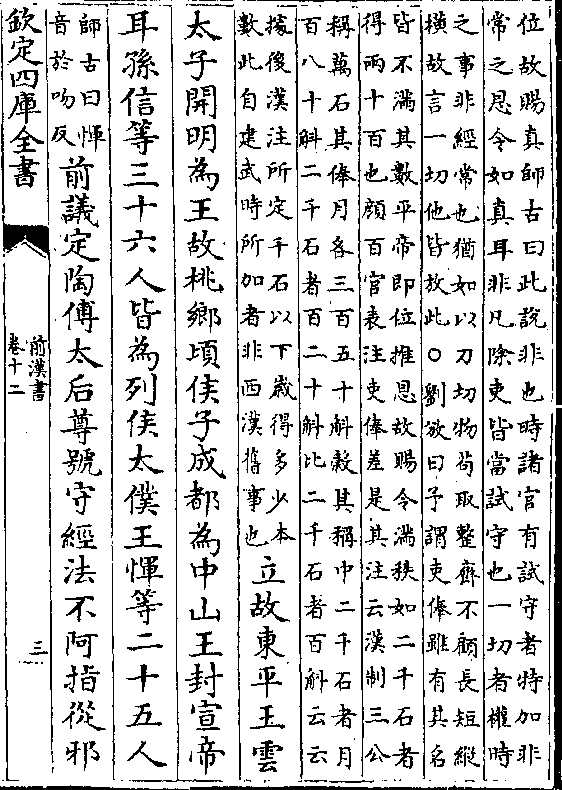 位故賜真師古曰此說非也時諸官有試守者特加非
常之恩令如真耳非凡除吏皆當試守也一切者權時
之事非經常也猶如以刀切物苟取整齊不顧長短縱
橫故言一切他皆放此○劉攽曰予謂吏俸雖有其名
皆不滿其數平帝即位推恩故賜令滿秩如二千石者
得兩十百也顏百官表注吏俸差是其注云漢制三公
稱萬石其俸月各三百五十斛榖其稱中二千石者月
百八十斛二千石者百二十斛比二千石者百斛云云
據後漢注所定千石以下歲得多少本
數此自建武時所加者非西漢舊事也
立故東平王雲
太子開明為王故桃鄉頃侯子成都為中山王封宣帝
耳孫信等三十六人皆為列侯太僕王惲等二十五人
師古曰惲
音於吻反
前議定陶傅太后尊號守經法不阿指從邪
欽定四庫全書
前漢書
卷十二
三